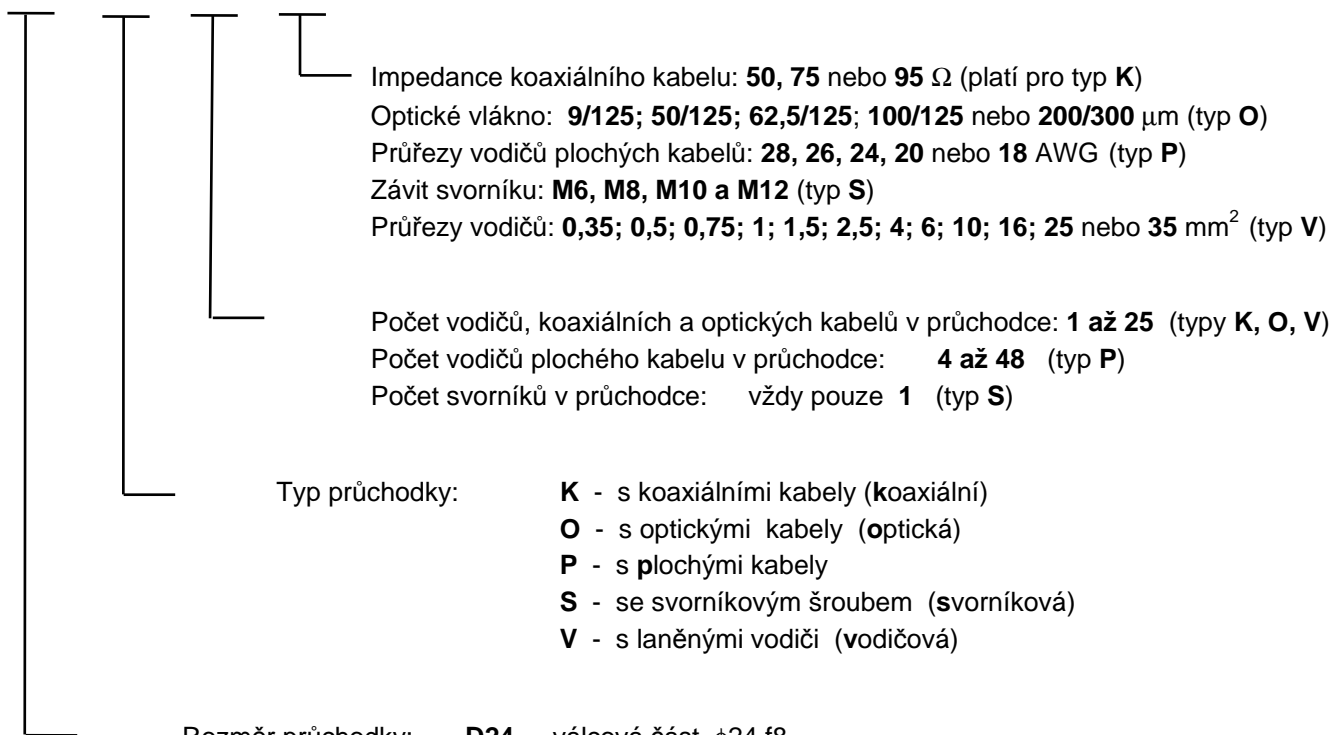 Impedance koaxiálního kabelu: 50, 75 nebo 95 Ω (platí pro typ K)
Optické vlákno: 9/125; 50/125; 62,5/125; 100/125 nebo 200/300 μm (typ O)
Průřezy vodičů plochých kabelů: 28, 26, 24, 20 nebo 18 AWG (typ P)
Závit svorníku: M6, M8, M10 a M12 (typ S)
Průřezy vodičů: 0,35; 0,5; 0,75; 1; 1,5; 2,5; 4; 6; 10; 16; 25 nebo 35 mm² (typ V)
Počet vodičů, koaxiálních a optických kabelů v průchodce: 1 až 25 (typy K, O, V)
Počet vodičů plochého kabelu v průchodce: 4 až 48 (typ P)
Počet svorníků v průchodce: vždy pouze 1 (typ S)
Typ průchodky: K - s koaxiálními kabely (koaxiální)
O - s optickými kabely (optická)
P - s plochými kabely
S - se svorníkovým šroubem (svorníková)
V - s laněnými vodiči (vodičová)
Rozměr průchodky: D24 válcová část ϕ24 f8